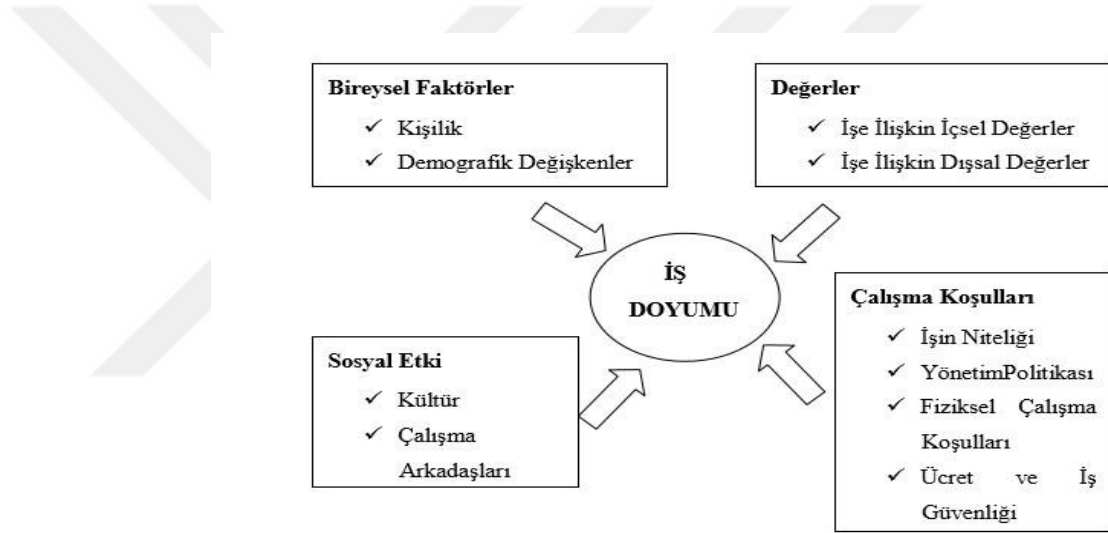 Bireysel Faktörler
✓ Kişilik
✓ Demografik Değişkenler
Değerler
✓ İşe İlişkin İçsel Değerler
✓ İşe İlişkin Dışsal Değerler
İŞ
DOYUMU
Sosyal Etki
✓ Kültür
✓ Çalışma
Arkadaşları
Çalışma Koşulları
✓ İşin Niteliği
✓ YönetimPolitikası
✓ Fiziksel Çalışma
Koşulları
✓ Ücret ve İş
Güvenliği